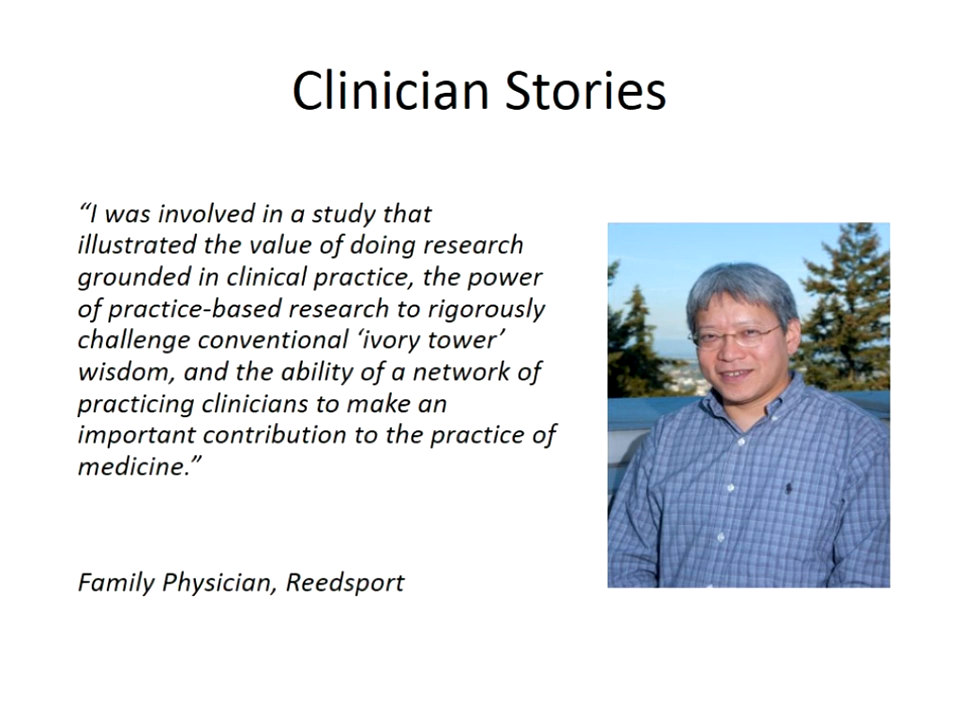 Clinician Stories
“I was involved in a study that
illustrated the value of doing research
grounded in clinical practice, the power
of practice-based research to rigorously
challenge conventional ‘ivory tower’
wisdom, and the ability of a network of
practicing clinicians to make an
important contribution to the practice of
medicine.”
Family Physician, Reedsport